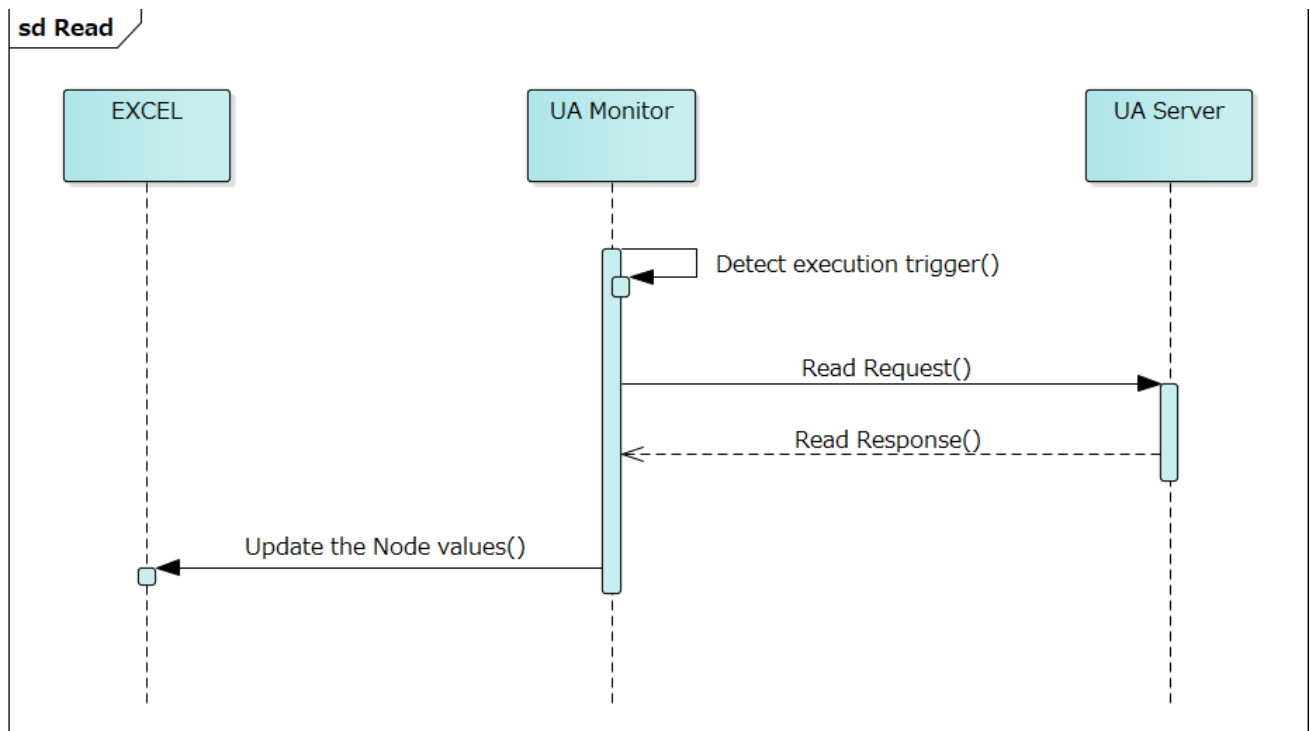 sd Read
EXCEL
UA Monitor
UA Server
Detect execution trigger()
Read Request()
Read Response()
Update the Node values()